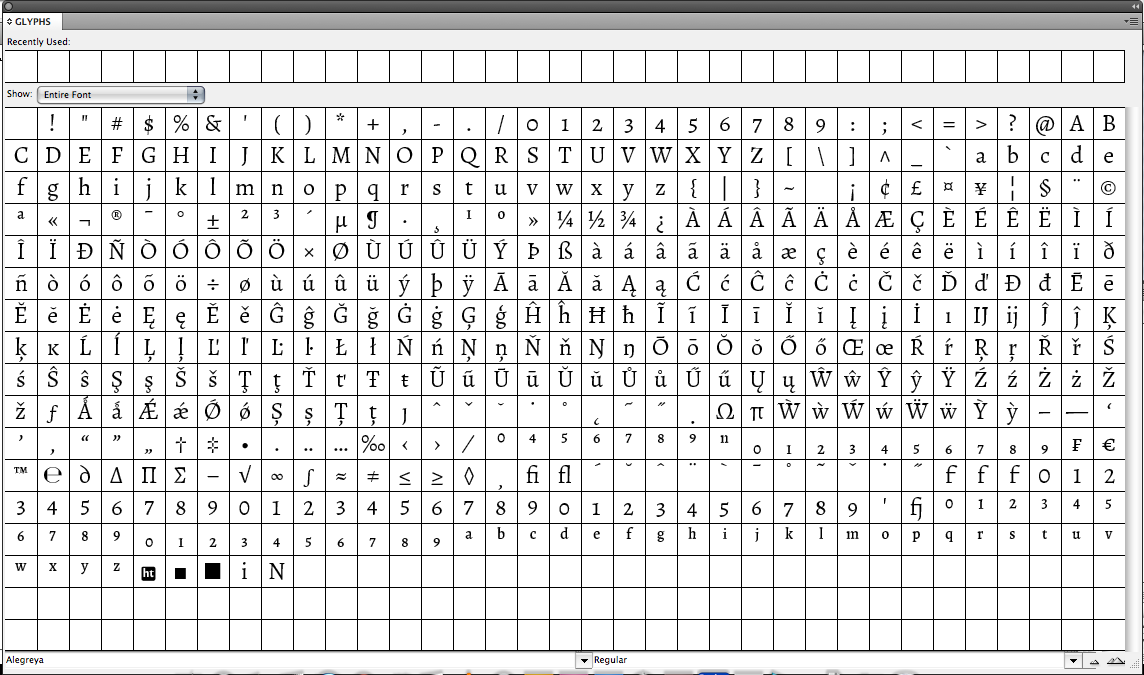 GLYPHS
Recently Used:
Show: Entire Font
! " # $ % & ' ( ) * + , - . / 0 1 2 3 4 5 6 7 8 9 : ; < = > ? @ A B
C D E F G H I J K L M N O P Q R S T U V W X Y Z [ \ ] ^ _ ` a b c d e
f g h i j k l m n o p q r s t u v w x y z { | } ~ ¡ ¢ £ ¤ ¥ ¦ § ¨ ©
ª « ¬ ® ¯ ° ± ² ³ ´ µ ¶ · ¸ ¹ º » ¼ ½ ¾ ¿ À Á Â Ã Ä Å Æ Ç È É Ê Ë Ì Í
Î Ï Ð Ñ Ò Ó Ô Õ Ö × Ø Ù Ú Û Ü Ý Þ ß à á â ã ä å æ ç è é ê ë ì í î ï ð
ñ ò ó ô õ ö ÷ ø ù ú û ü ý þ ÿ Ā ā Ă ă Ą ą Ć ć Ĉ ĉ Ċ ċ Č č Ď ď Đ đ Ē ē
Ĕ ĕ Ė ė Ę ę Ě ě Ĝ ĝ Ğ ğ Ġ ġ Ģ ģ Ĥ ĥ Ħ ħ Ĩ ĩ Ī ī Ĭ ĭ Į į İ ı Ĳ ĳ Ĵ ĵ Ķ
ķ ĸ Ĺ ĺ Ļ ļ Ľ ľ Ŀ ŀ Ł ł Ń ń Ņ ņ Ň ň Ŋ ŋ Ō ō Ŏ ŏ Ő ő Œ œ Ŕ ŕ Ŗ ŗ Ř ř Ś
ś Ŝ ŝ Ş ş Š š Ţ ţ Ť ť Ŧ ŧ Ũ ũ Ū ū Ŭ ŭ Ů ů Ű ű Ų ų Ŵ ŵ Ŷ ŷ Ÿ Ź ź Ż ż Ž
ž ƒ Ǻ ǻ Ǽ ǽ Ǿ ǿ Ș ș Ț ț ȷ ˆ ˇ ˘ ˙ ˚ ˛ ˜ ˝ . Ω π Ẁ ẁ Ẃ ẃ Ẅ ẅ Ỳ ỳ – — ‘
’ ‚ “ ” „ † ‡ • . .. … ‰ ‹ › ⁄ ⁰ ⁴ ⁵ ⁶ ⁷ ⁸ ⁹ ⁿ ₀ ₁ ₂ ₃ ₄ ₅ ₆ ₇ ₈ ₉ ₣ €
™ ℮ ∂ ∆ ∏ ∑ − √ ∞ ∫ ≈ ≠ ≤ ≥ ◊ , ﬁ ﬂ ´ ˘ ˆ ¨ ` ¯ ˚ ˜ ˇ ˙ ˝ f f f 0 1 2
3 4 5 6 7 8 9 0 1 2 3 4 5 6 7 8 9 0 1 2 3 4 5 6 7 8 9 ' fj ⁰ ¹ ² ³ ⁴ ⁵
⁶ ⁷ ⁸ ⁹ ₀ ₁ ₂ ₃ ₄ ₅ ₆ ₇ ₈ ₉ a b c d e f g h i j k l m o p q r s t u v
w x y z ht ■ ■ i N
Alegreya Regular